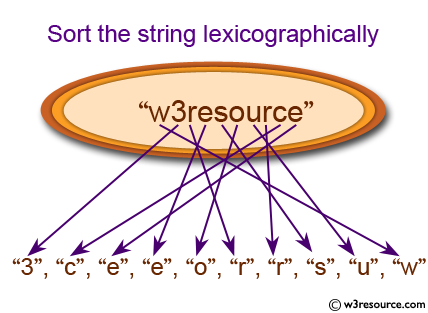 Sort the string lexicographically
“w3resource”
“3”, “c”, “e”, “e”, “o”, “r”, “r”, “s”, “u”, “w”
© w3resource.com